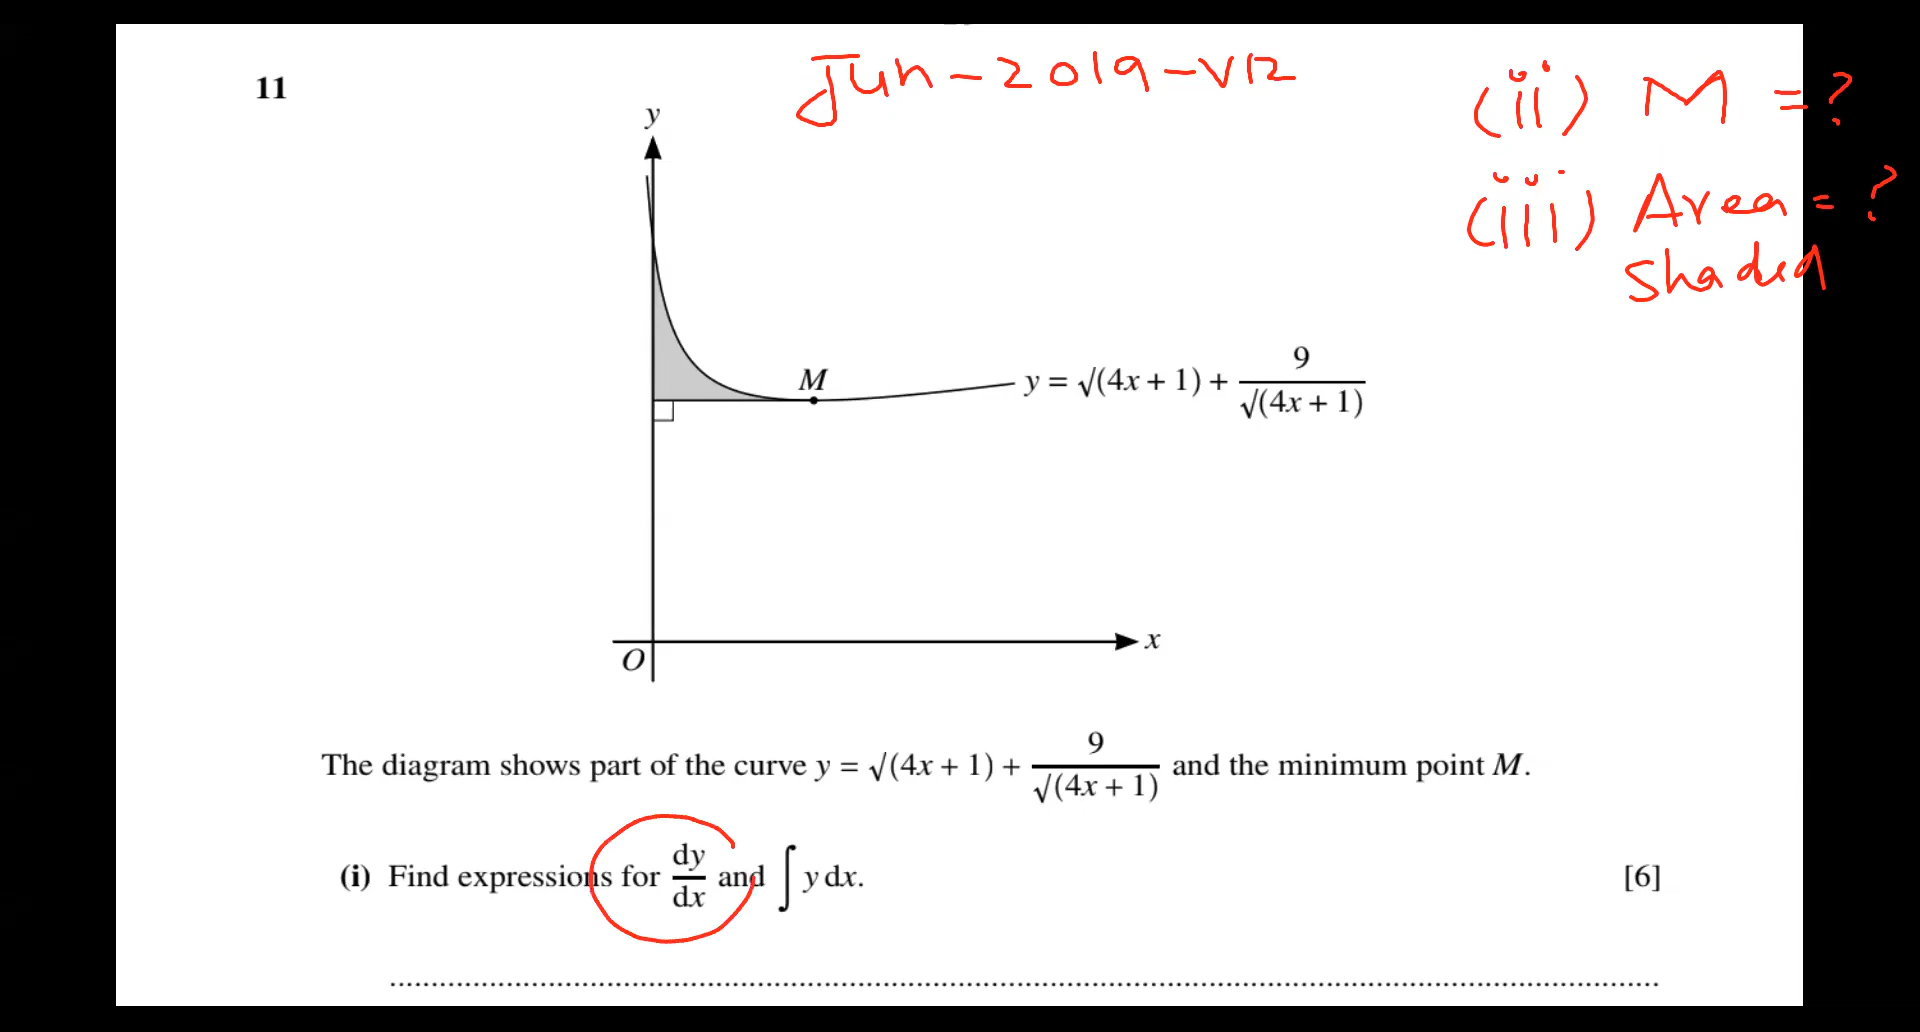 11
Jun-2019-V12
(ii) M = ?
(iii) Area = ?
shaded
y
M
y = √(4x + 1) + 9/√(4x + 1)
O
x
The diagram shows part of the curve y = √(4x + 1) + 9/√(4x + 1) and the minimum point M.
(i) Find expressions for dy/dx and ∫ y dx. [6]